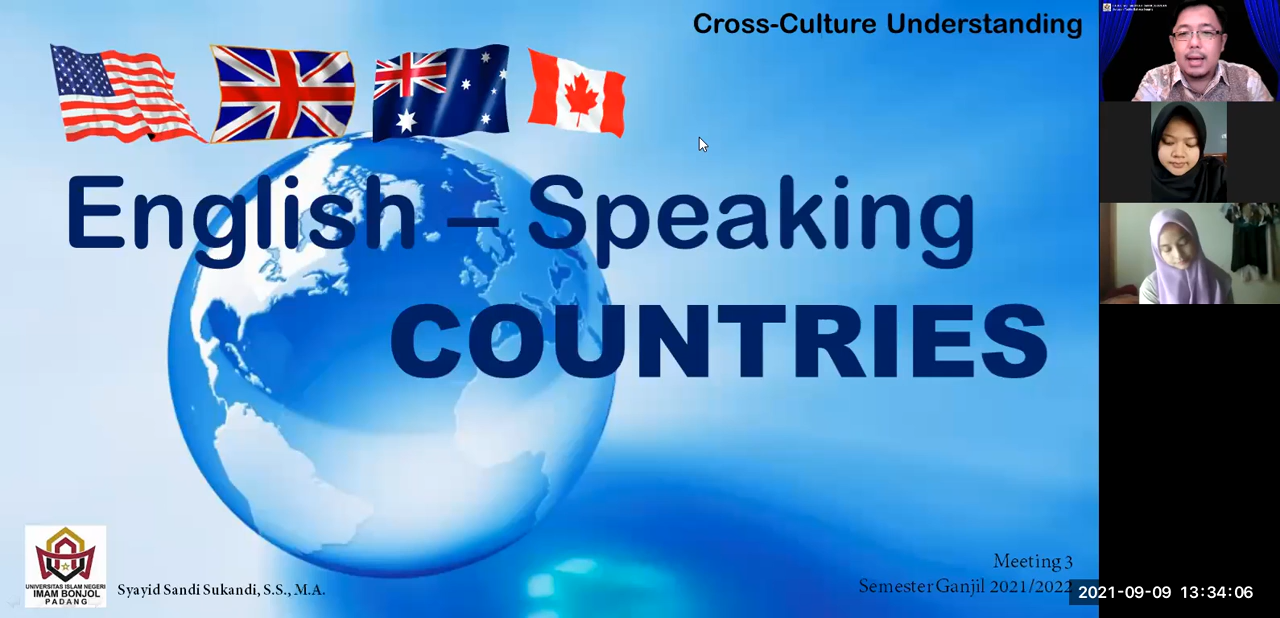 Cross-Culture Understanding
English – Speaking
COUNTRIES
UNIVERSITAS ISLAM NEGERI
IMAM BONJOL
PADANG
Syayid Sandi Sukandi, S.S., M.A.
Meeting 3
Semester Ganjil 2021/2022
2021-09-09 13:34:06